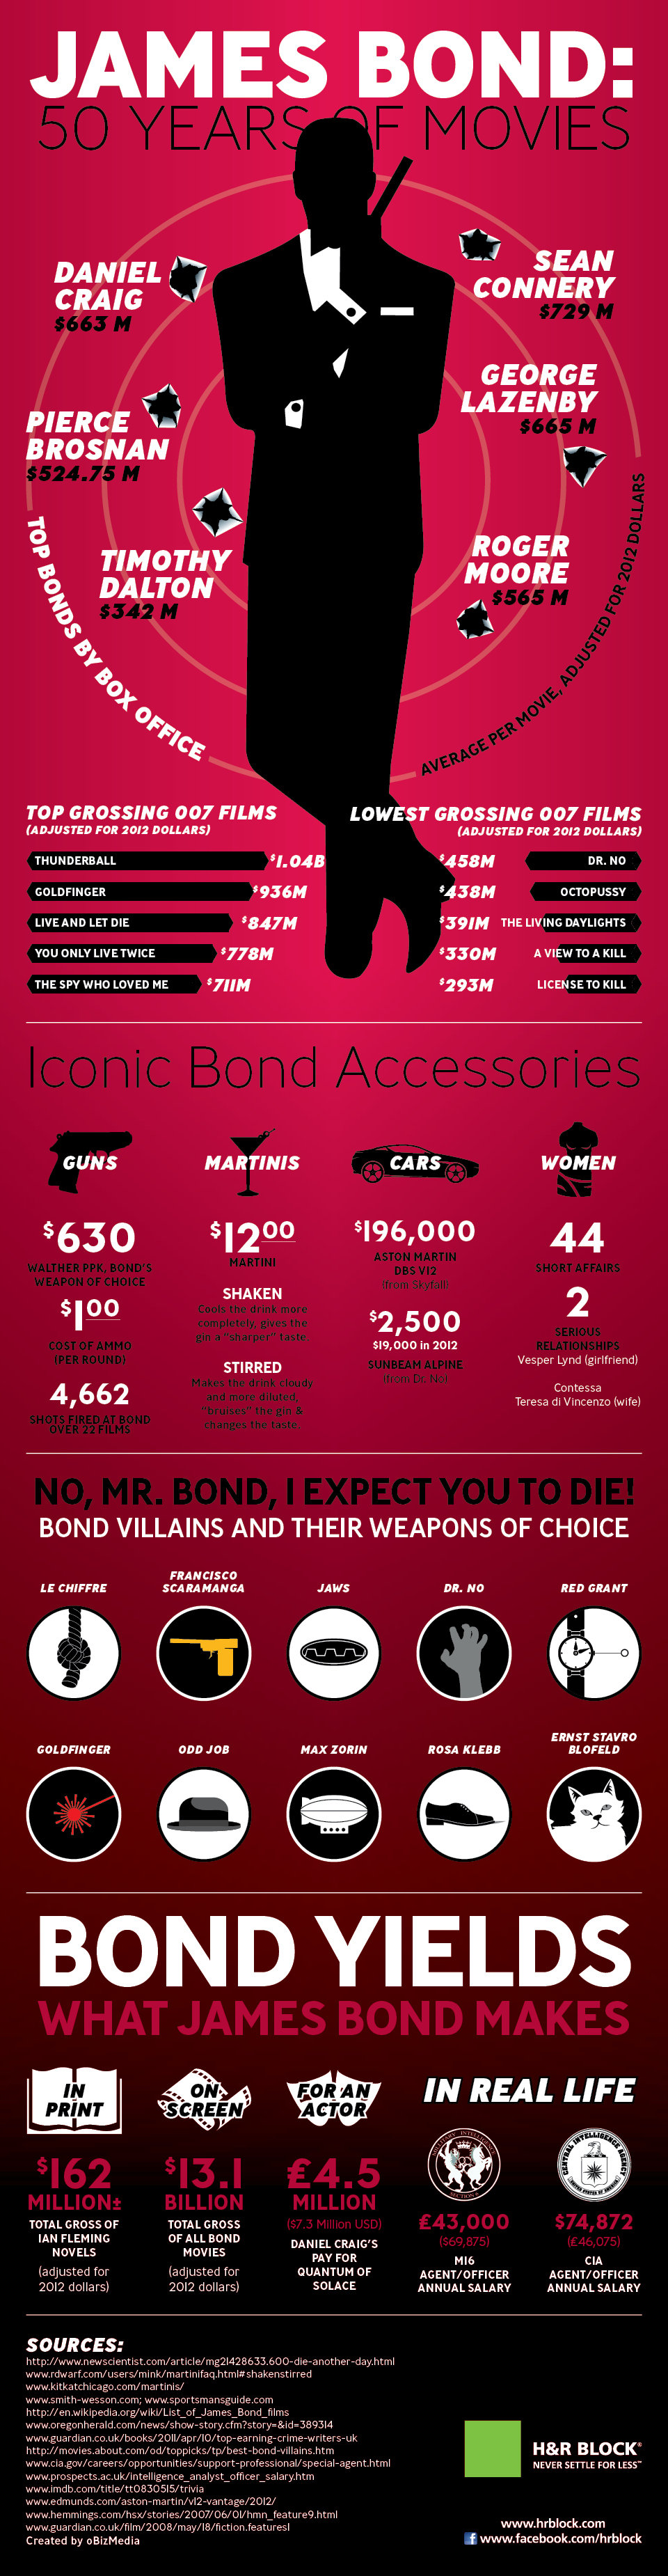 JAMES BOND:
50 YEARS OF MOVIES
DANIEL
CRAIG
$663 M
SEAN
CONNERY
$729 M
GEORGE
LAZENBY
$665 M
PIERCE
BROSNAN
$524.75 M
TIMOTHY
DALTON
$342 M
ROGER
MOORE
$565 M
TOP BONDS BY BOX OFFICE
AVERAGE PER MOVIE, ADJUSTED FOR 2012 DOLLARS
TOP GROSSING 007 FILMS
(ADJUSTED FOR 2012 DOLLARS)
THUNDERBALL $1.04B
GOLDFINGER $936M
LIVE AND LET DIE $847M
YOU ONLY LIVE TWICE $778M
THE SPY WHO LOVED ME $711M
LOWEST GROSSING 007 FILMS
(ADJUSTED FOR 2012 DOLLARS)
$458M DR. NO
$438M OCTOPUSSY
$391M THE LIVING DAYLIGHTS
$330M A VIEW TO A KILL
$293M LICENSE TO KILL
Iconic Bond Accessories
GUNS
$630
WALTHER PPK, BOND'S
WEAPON OF CHOICE
$1.00
COST OF AMMO
(PER ROUND)
4,662
SHOTS FIRED AT BOND
OVER 22 FILMS
MARTINIS
$12.00
MARTINI
SHAKEN
Cools the drink more
completely, gives the
gin a "sharper" taste.
STIRRED
Makes the drink cloudy
and more diluted,
"bruises" the gin &
changes the taste.
CARS
$196,000
ASTON MARTIN
DBS V12
(from Skyfall)
$2,500
$19,000 in 2012
SUNBEAM ALPINE
(from Dr. No)
WOMEN
44
SHORT AFFAIRS
2
SERIOUS
RELATIONSHIPS
Vesper Lynd (girlfriend)
Contessa
Teresa di Vincenzo (wife)
NO, MR. BOND, I EXPECT YOU TO DIE!
BOND VILLAINS AND THEIR WEAPONS OF CHOICE
LE CHIFFRE
FRANCISCO
SCARAMANGA
JAWS
DR. NO
RED GRANT
GOLDFINGER
ODD JOB
MAX ZORIN
ROSA KLEBB
ERNST STAVRO
BLOFELD
BOND YIELDS
WHAT JAMES BOND MAKES
IN
PRINT
$162
MILLION±
TOTAL GROSS OF
IAN FLEMING
NOVELS
(adjusted for
2012 dollars)
ON
SCREEN
$13.1
BILLION
TOTAL GROSS
OF ALL BOND
MOVIES
(adjusted for
2012 dollars)
FOR AN
ACTOR
£4.5
MILLION
($7.3 Million USD)
DANIEL CRAIG'S
PAY FOR
QUANTUM OF
SOLACE
IN REAL LIFE
MILITARY INTELLIGENCE
SECTION 6
£43,000
($69,875)
MI6
AGENT/OFFICER
ANNUAL SALARY
CENTRAL INTELLIGENCE AGENCY
UNITED STATES OF AMERICA
$74,872
(£46,075)
CIA
AGENT/OFFICER
ANNUAL SALARY
SOURCES:
http://www.newscientist.com/article/mg21428633.600-die-another-day.html
www.rdwarf.com/users/mink/martinifaq.html#shakenstirred
www.kitkatchicago.com/martinis/
www.smith-wesson.com; www.sportsmansguide.com
http://en.wikipedia.org/wiki/List_of_James_Bond_films
www.oregonherald.com/news/show-story.cfm?story=&id=389314
www.guardian.co.uk/books/2011/apr/10/top-earning-crime-writers-uk
http://movies.about.com/od/toppicks/tp/best-bond-villains.htm
www.cia.gov/careers/opportunities/support-professional/special-agent.html
www.prospects.ac.uk/intelligence_analyst_officer_salary.htm
www.imdb.com/title/tt0830515/trivia
www.edmunds.com/aston-martin/v12-vantage/2012/
www.hemmings.com/hsx/stories/2007/06/01/hmn_feature9.html
www.guardian.co.uk/film/2008/may/18/fiction.features1
Created by oBizMedia
H&R BLOCK®
NEVER SETTLE FOR LESS℠
www.hrblock.com
www.facebook.com/hrblock